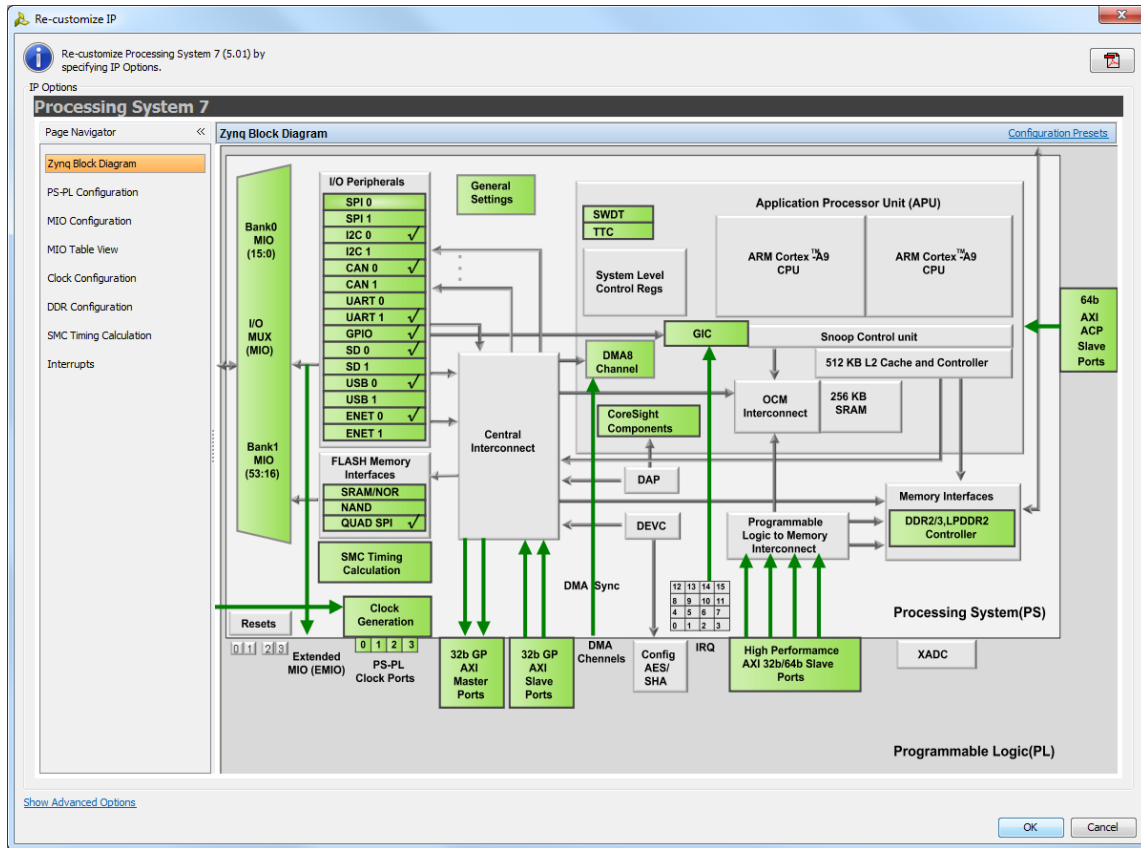 Re-customize IP
Re-customize Processing System 7 (5.01) by
specifying IP Options.
IP Options
Processing System 7
Page Navigator «
Zynq Block Diagram
PS-PL Configuration
MIO Configuration
MIO Table View
Clock Configuration
DDR Configuration
SMC Timing Calculation
Interrupts
Zynq Block Diagram
Configuration Presets
Bank0
MIO
(15:0)
I/O
MUX
(MIO)
Bank1
MIO
(53:16)
I/O Peripherals
SPI 0
SPI 1
I2C 0 √
I2C 1
CAN 0 √
CAN 1
UART 0
UART 1 √
GPIO √
SD 0 √
SD 1
USB 0 √
USB 1
ENET 0 √
ENET 1
FLASH Memory
Interfaces
SRAM/NOR
NAND
QUAD SPI √
SMC Timing
Calculation
General
Settings
Application Processor Unit (APU)
SWDT
TTC
System Level
Control Regs
ARM Cortex™-A9
CPU
ARM Cortex™-A9
CPU
64b
AXI
ACP
Slave
Ports
GIC
Snoop Control unit
DMA8
Channel
512 KB L2 Cache and Controller
OCM
Interconnect
256 KB
SRAM
CoreSight
Components
Central
Interconnect
DAP
DEVC
Memory Interfaces
DDR2/3,LPDDR2
Controller
Programmable
Logic to Memory
Interconnect
DMA Sync
12 13 14 15
8 9 10 11
4 5 6 7
0 1 2 3
Processing System(PS)
Resets
0 1 2 3
Clock
Generation
0 1 2 3
Extended
MIO (EMIO)
PS-PL
Clock Ports
32b GP
AXI
Master
Ports
32b GP
AXI
Slave
Ports
DMA
Channels
Config
AES/
SHA
IRQ
High Performamce
AXI 32b/64b Slave
Ports
XADC
Programmable Logic(PL)
Show Advanced Options
OK
Cancel